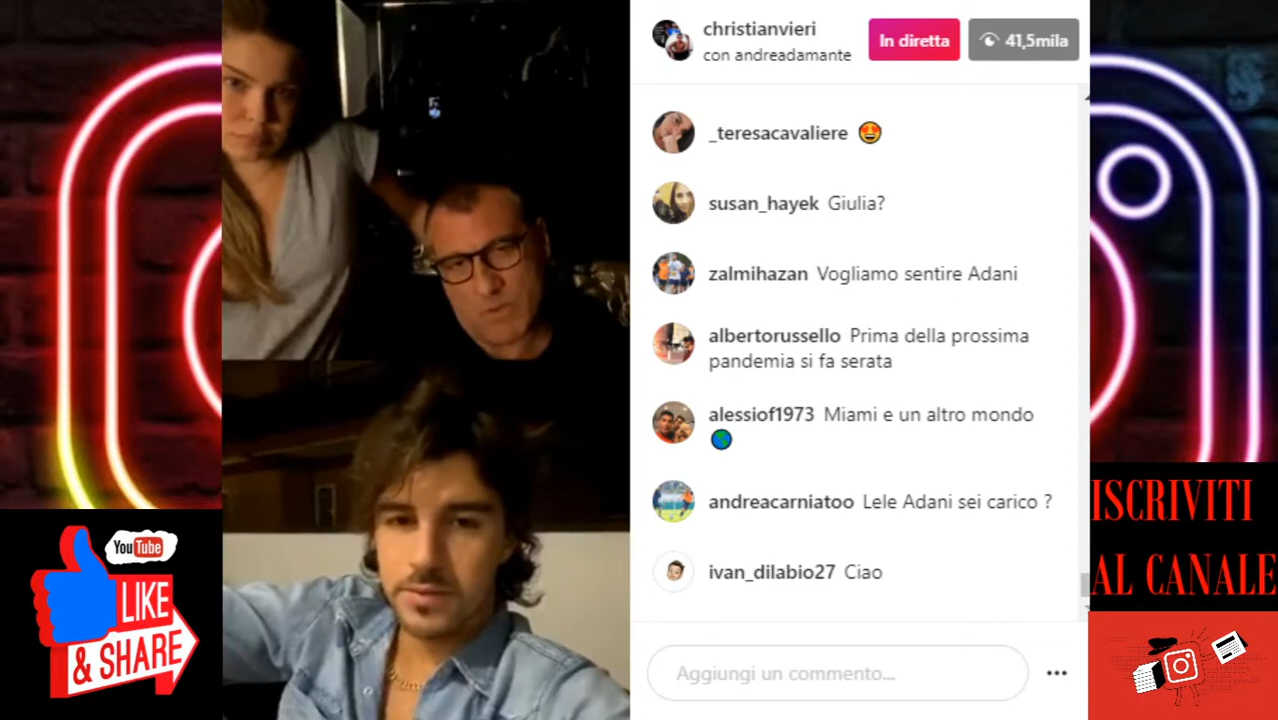 christianvieri
con andreadamante
In diretta
41,5mila
_teresacavaliere 🤩
susan_hayek Giulia?
zalmihazan Vogliamo sentire Adani
albertorussello Prima della prossima
pandemia si fa serata
alessiof1973 Miami e un altro mondo
🌎
andreacarniatoo Lele Adani sei carico ?
ivan_dilabio27 Ciao
Aggiungi un commento...
YouTube
LIKE
& SHARE
ISCRIVITI
AL CANALE